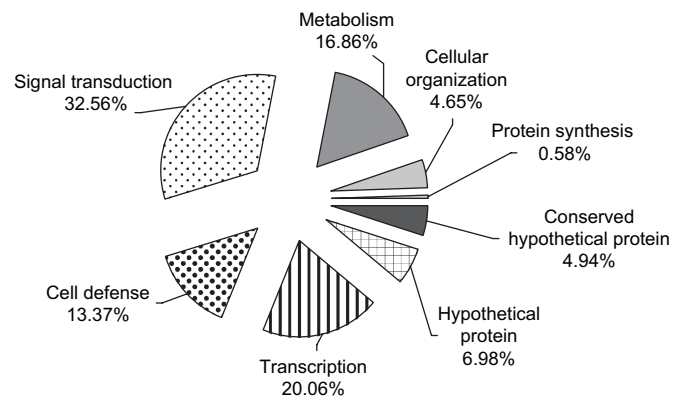 Metabolism
16.86%
Cellular
organization
4.65%
Protein synthesis
0.58%
Conserved
hypothetical protein
4.94%
Hypothetical
protein
6.98%
Transcription
20.06%
Cell defense
13.37%
Signal transduction
32.56%